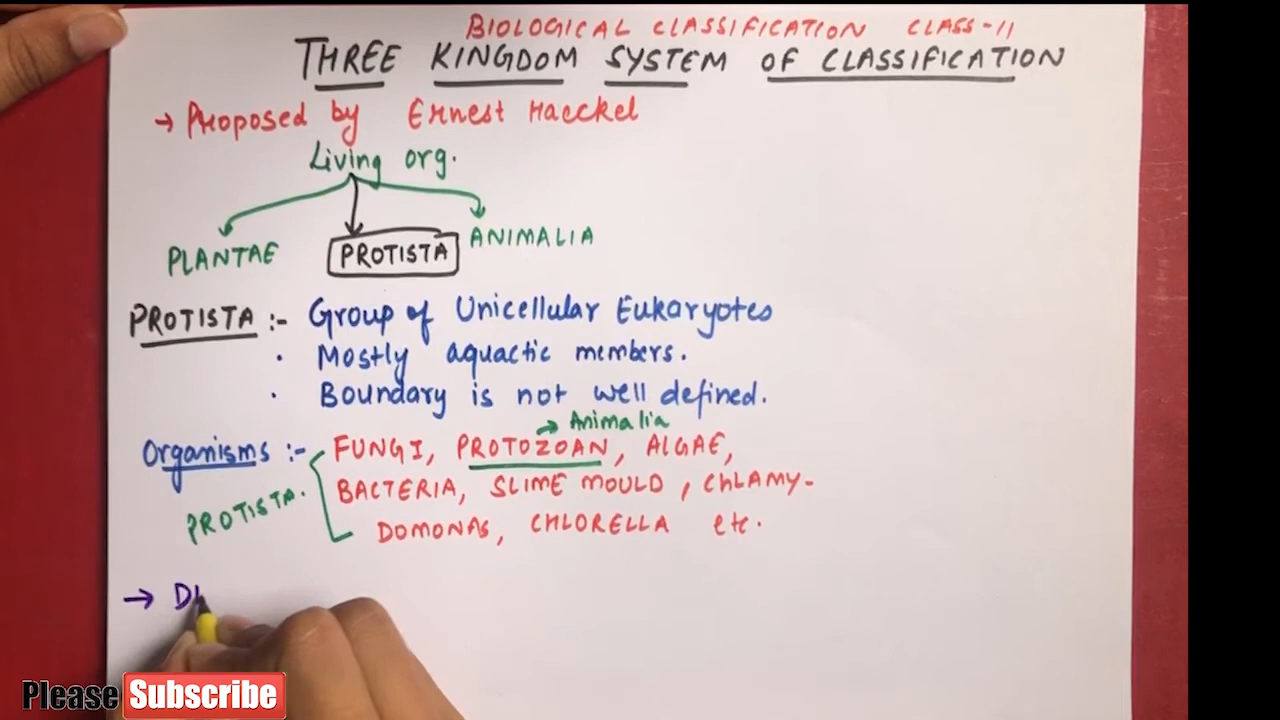 BIOLOGICAL CLASSIFICATION CLASS-11
THREE KINGDOM SYSTEM OF CLASSIFICATION
→ Proposed by Ernest Haeckel
Living org.
PLANTAE PROTISTA ANIMALIA
PROTISTA :- Group of Unicellular Eukaryotes
· Mostly aquactic members.
· Boundary is not well defined.
→ Animalia
Organisms :- FUNGI, PROTOZOAN, ALGAE,
BACTERIA, SLIME MOULD, ChLAMY-
PROTISTA.
DOMONAS, CHLORELLA etc.
→ D
Please Subscribe